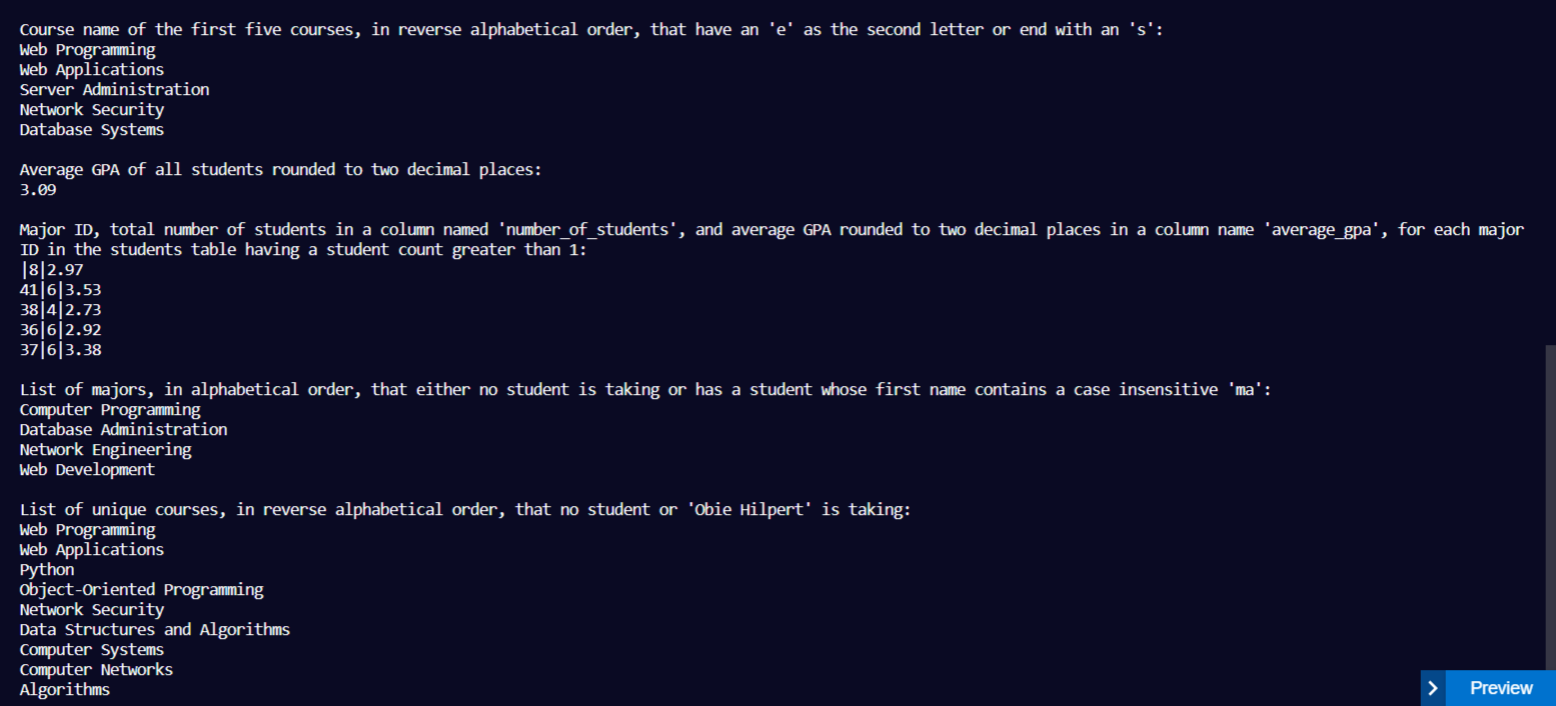 Course name of the first five courses, in reverse alphabetical order, that have an 'e' as the second letter or end with an 's':
Web Programming
Web Applications
Server Administration
Network Security
Database Systems
Average GPA of all students rounded to two decimal places:
3.09
Major ID, total number of students in a column named 'number_of_students', and average GPA rounded to two decimal places in a column name 'average_gpa', for each major
ID in the students table having a student count greater than 1:
|8|2.97
41|6|3.53
38|4|2.73
36|6|2.92
37|6|3.38
List of majors, in alphabetical order, that either no student is taking or has a student whose first name contains a case insensitive 'ma':
Computer Programming
Database Administration
Network Engineering
Web Development
List of unique courses, in reverse alphabetical order, that no student or 'Obie Hilpert' is taking:
Web Programming
Web Applications
Python
Object-Oriented Programming
Network Security
Data Structures and Algorithms
Computer Systems
Computer Networks
Algorithms
Preview